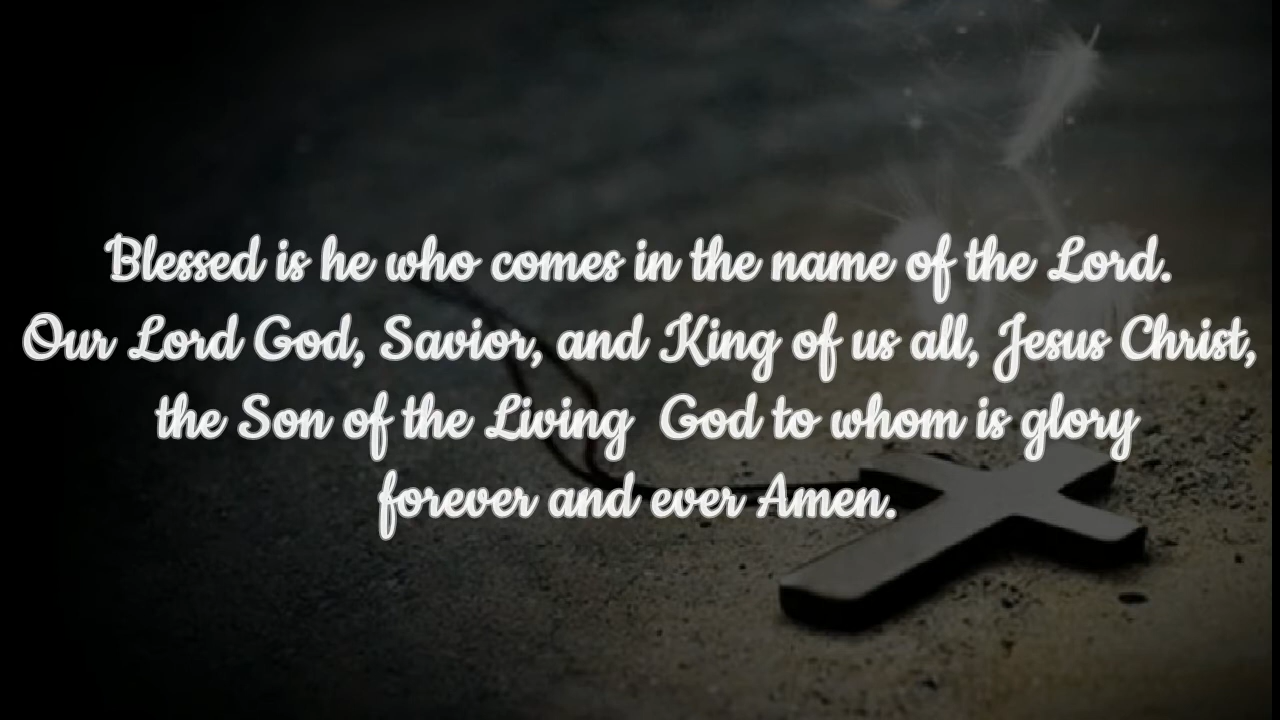 Blessed is he who comes in the name of the Lord.
Our Lord God, Savior, and King of us all, Jesus Christ,
the Son of the Living  God to whom is glory
forever and ever Amen.